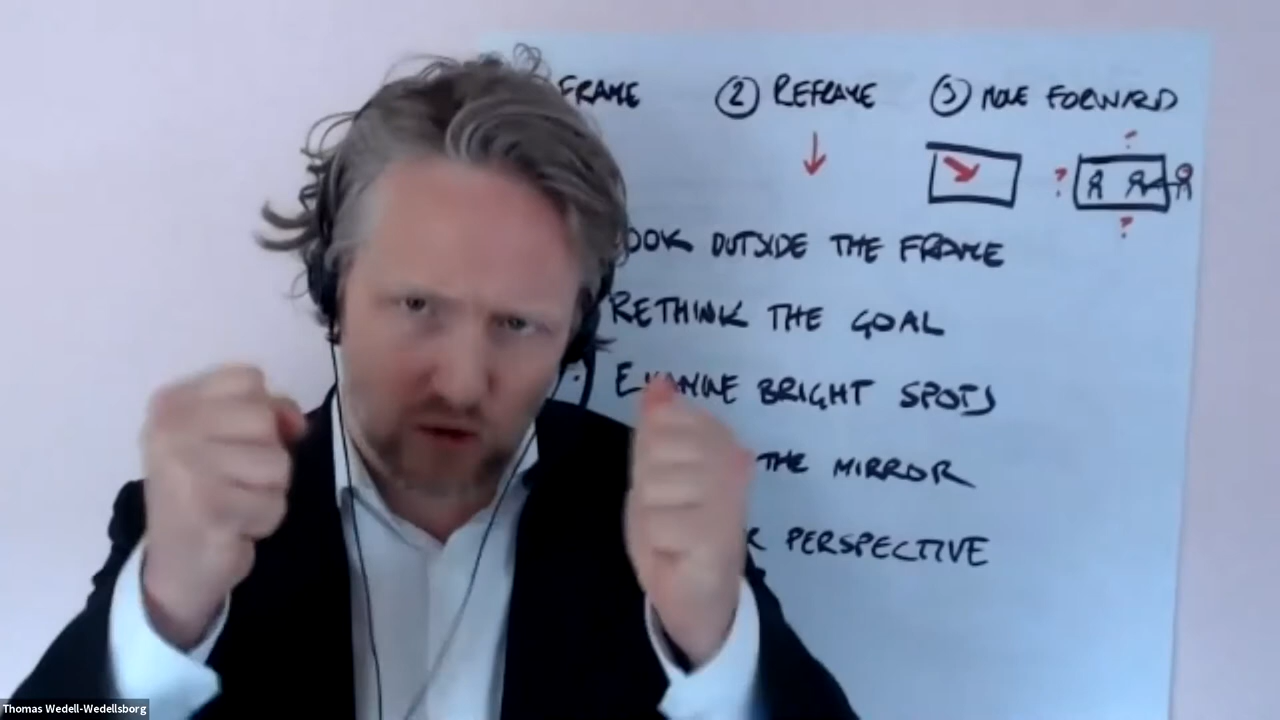 FRAME ② REFRAME ③ MOVE FORWARD
? ? ?
OOK OUTSIDE THE FRAME
RETHINK THE GOAL
EXAMINE BRIGHT SPOTS
THE MIRROR
R PERSPECTIVE
Thomas Wedell-Wedellsborg